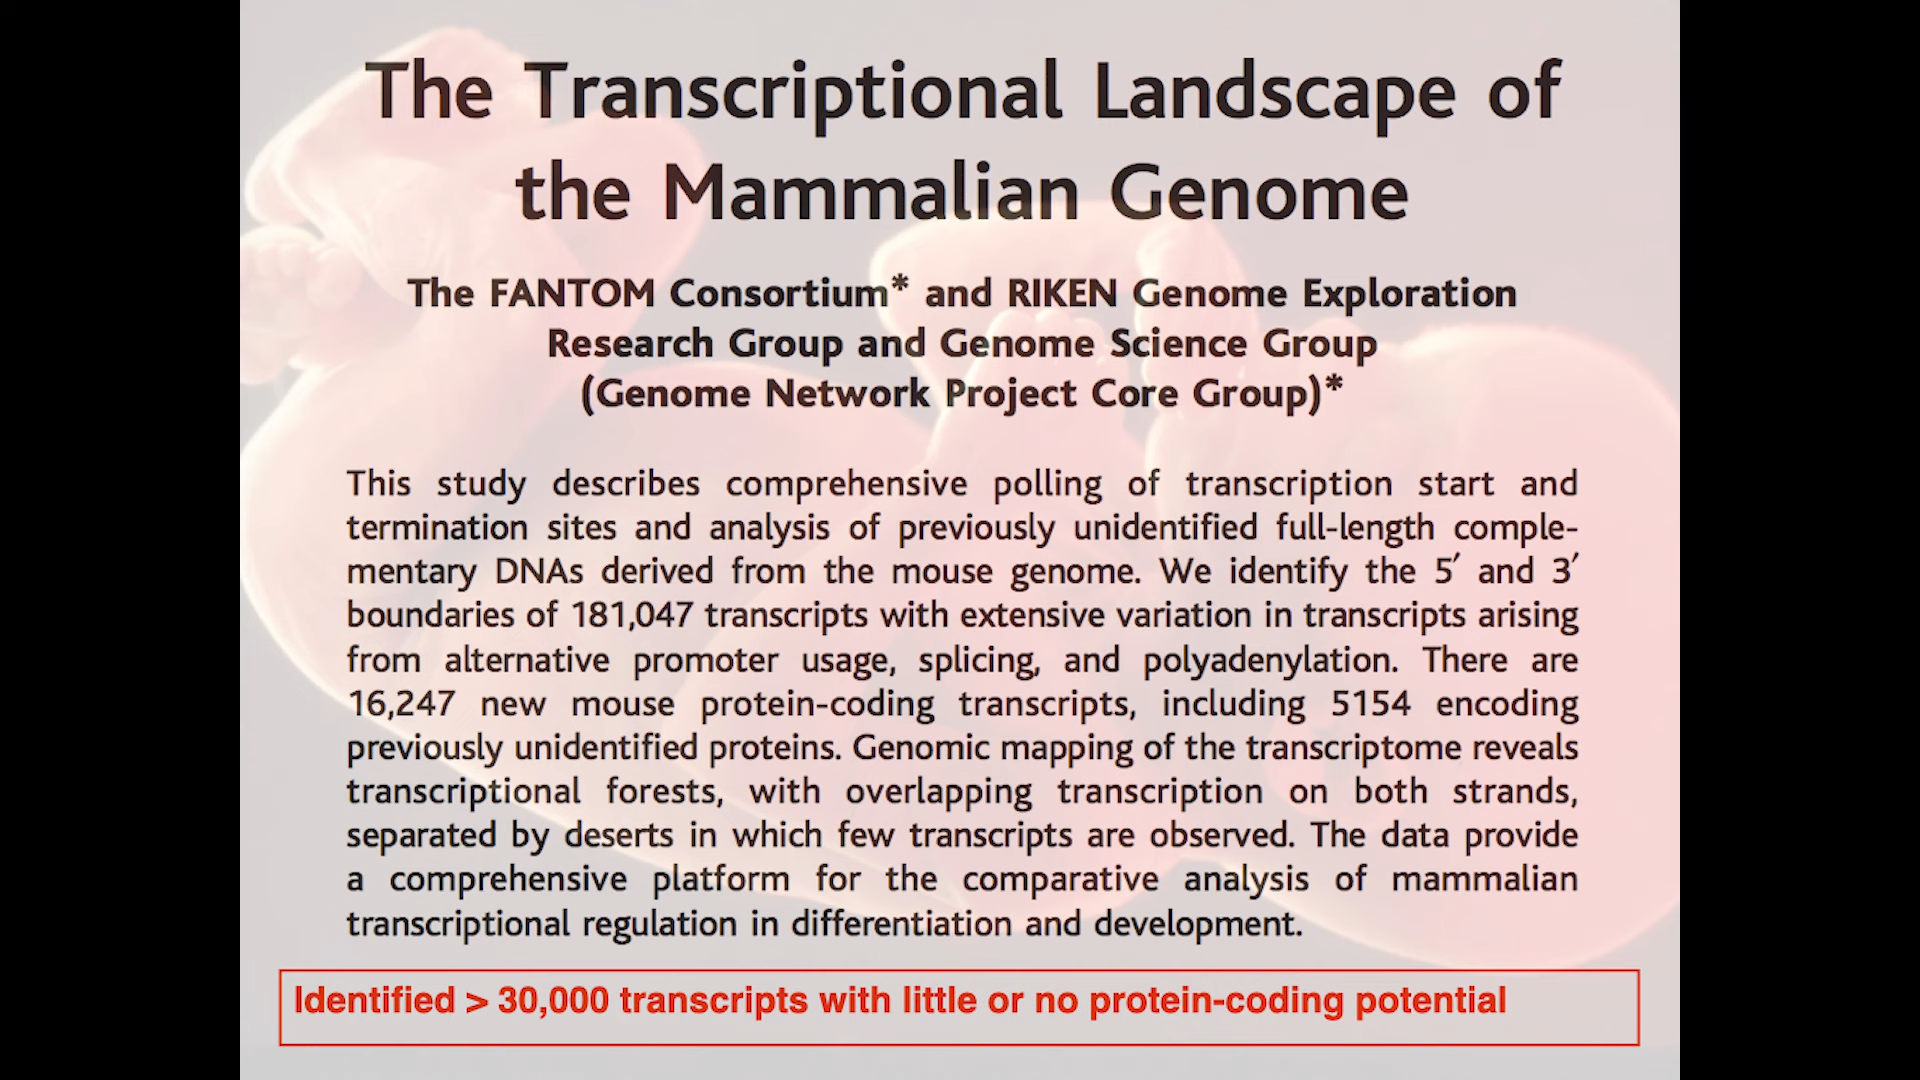 The Transcriptional Landscape of
the Mammalian Genome
The FANTOM Consortium* and RIKEN Genome Exploration
Research Group and Genome Science Group
(Genome Network Project Core Group)*
This study describes comprehensive polling of transcription start and
termination sites and analysis of previously unidentified full-length comple-
mentary DNAs derived from the mouse genome. We identify the 5′ and 3′
boundaries of 181,047 transcripts with extensive variation in transcripts arising
from alternative promoter usage, splicing, and polyadenylation. There are
16,247 new mouse protein-coding transcripts, including 5154 encoding
previously unidentified proteins. Genomic mapping of the transcriptome reveals
transcriptional forests, with overlapping transcription on both strands,
separated by deserts in which few transcripts are observed. The data provide
a comprehensive platform for the comparative analysis of mammalian
transcriptional regulation in differentiation and development.
Identified > 30,000 transcripts with little or no protein-coding potential